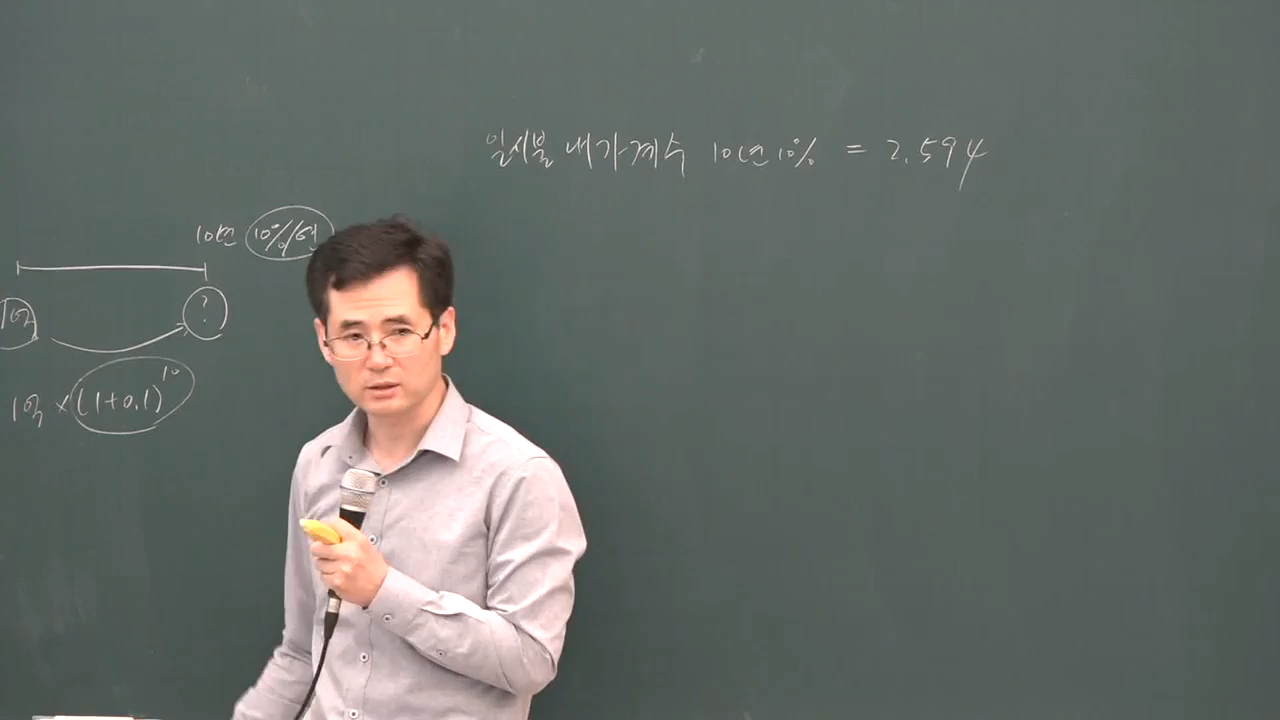 일시불 내가계수 10년 10% = 2.594
10년 10%/년
1억 ?
1억 × (1+0.1)^10